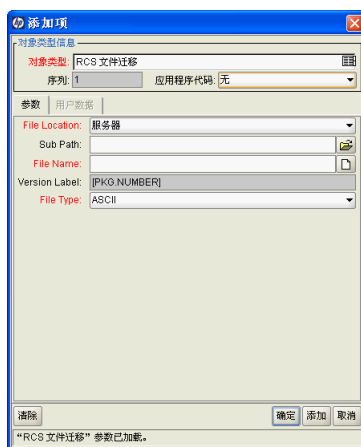 添加项
对象类型信息
对象类型: RCS 文件迁移
序列: 1 应用程序代码: 无
参数 用户数据
File Location: 服务器
Sub Path:
File Name:
Version Label: [PKG.NUMBER]
File Type: ASCII
清除 确定 添加 取消
“RCS 文件迁移” 参数已加载。